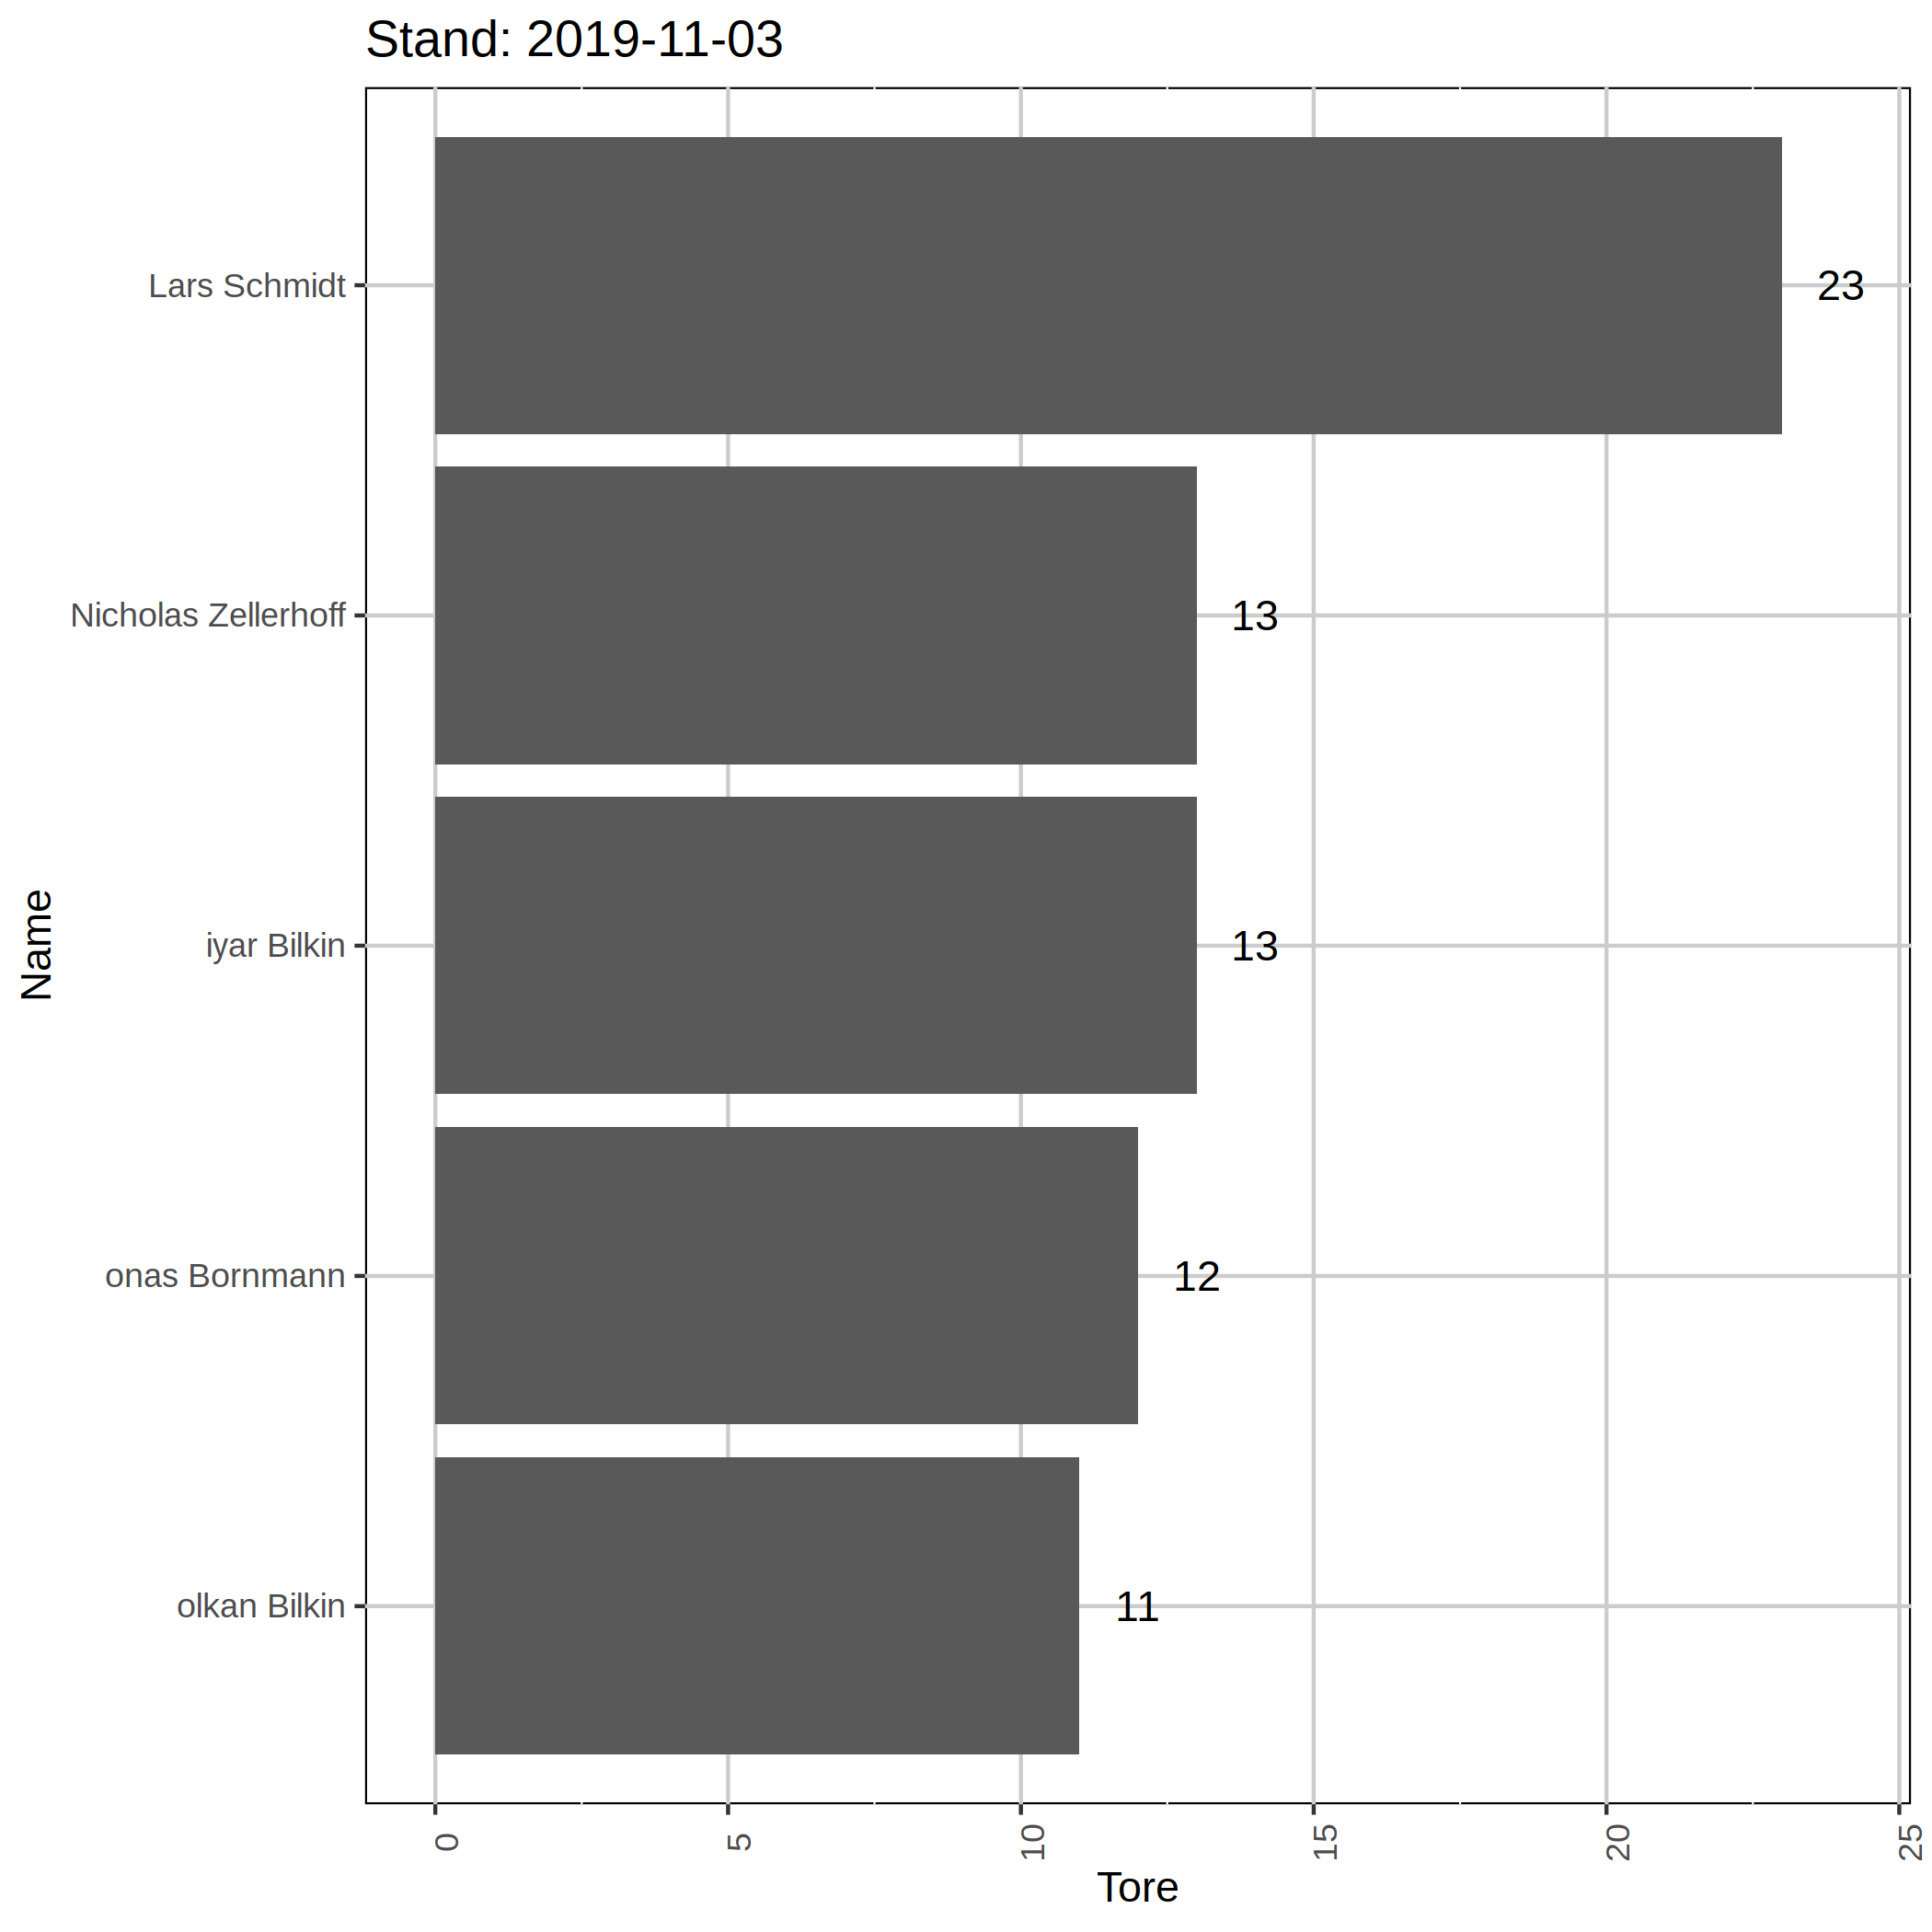 Stand: 2019-11-03
Lars Schmidt
23
Nicholas Zellerhoff
13
iyar Bilkin
13
onas Bornmann
12
olkan Bilkin
11
Name
0 5 10 15 20 25
Tore